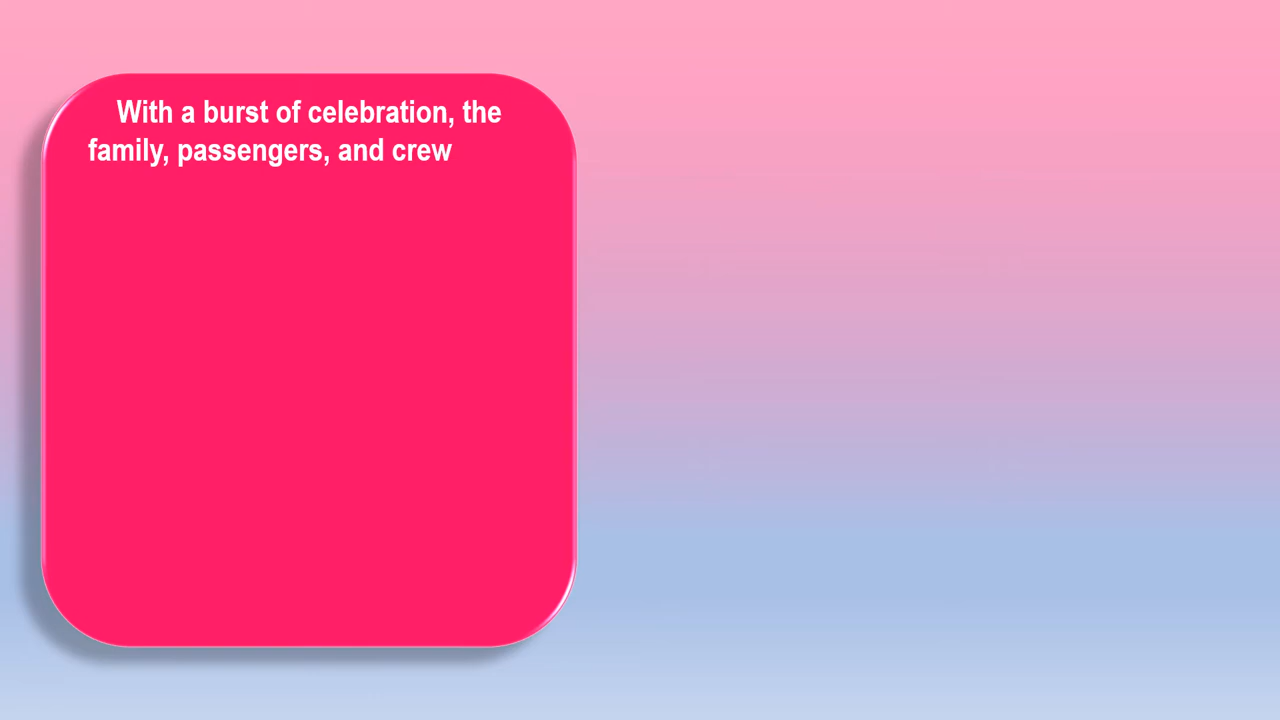 With a burst of celebration, the
family, passengers, and crew